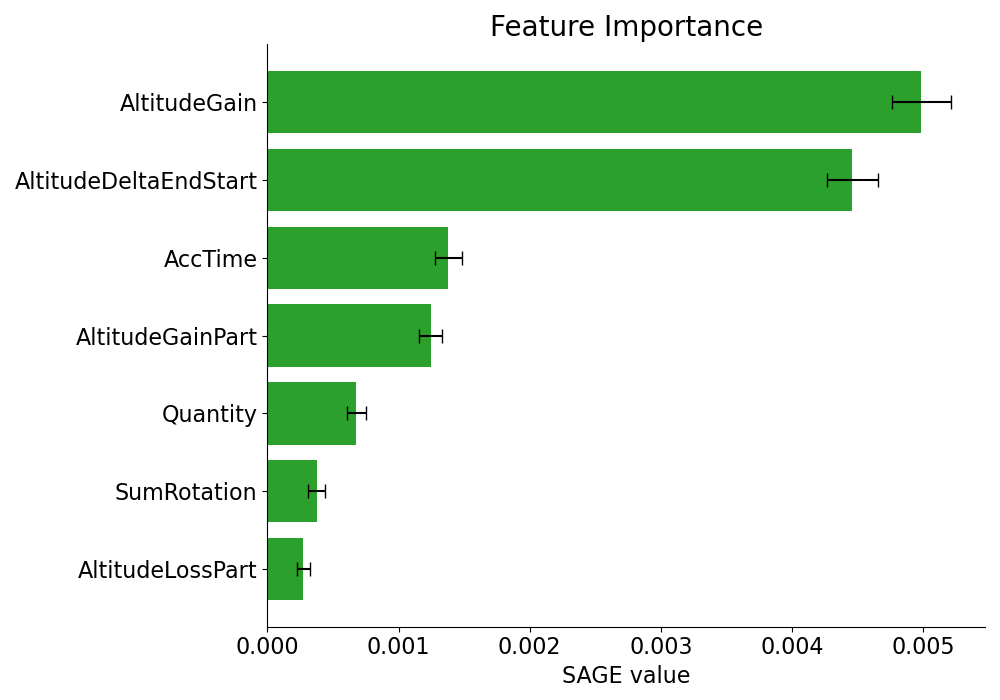 Feature Importance
AltitudeGain
AltitudeDeltaEndStart
AccTime
AltitudeGainPart
Quantity
SumRotation
AltitudeLossPart
0.000 0.001 0.002 0.003 0.004 0.005
SAGE value